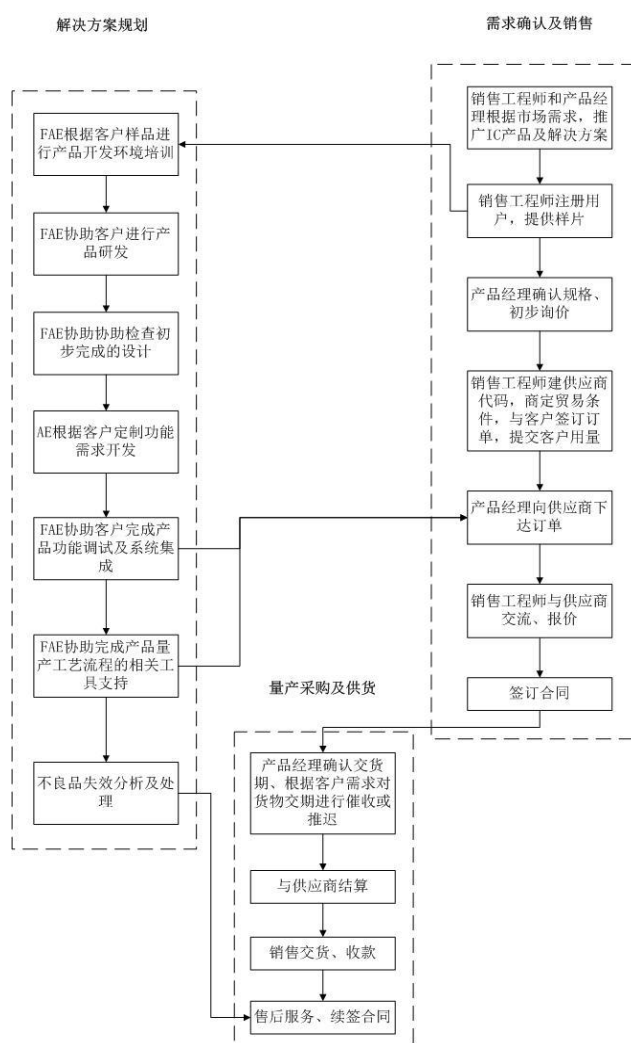 解决方案规划
需求确认及销售
FAE根据客户样品进
行产品开发环境培训
FAE协助客户进行产
品研发
FAE协助协助检查初
步完成的设计
AE根据客户定制功能
需求开发
FAE协助客户完成产
品功能调试及系统集
成
FAE协助完成产品量
产工艺流程的相关工
具支持
不良品失效分析及处
理
销售工程师和产品经
理根据市场需求，推
广IC产品及解决方案
销售工程师注册用
户，提供样片
产品经理确认规格、
初步询价
销售工程师建供应商
代码，商定贸易条
件，与客户签订订
单，提交客户用量
产品经理向供应商下
达订单
销售工程师与供应商
交流、报价
签订合同
量产采购及供货
产品经理确认交货
期、根据客户需求对
货物交期进行催收或
推迟
与供应商结算
销售交货、收款
售后服务、续签合同